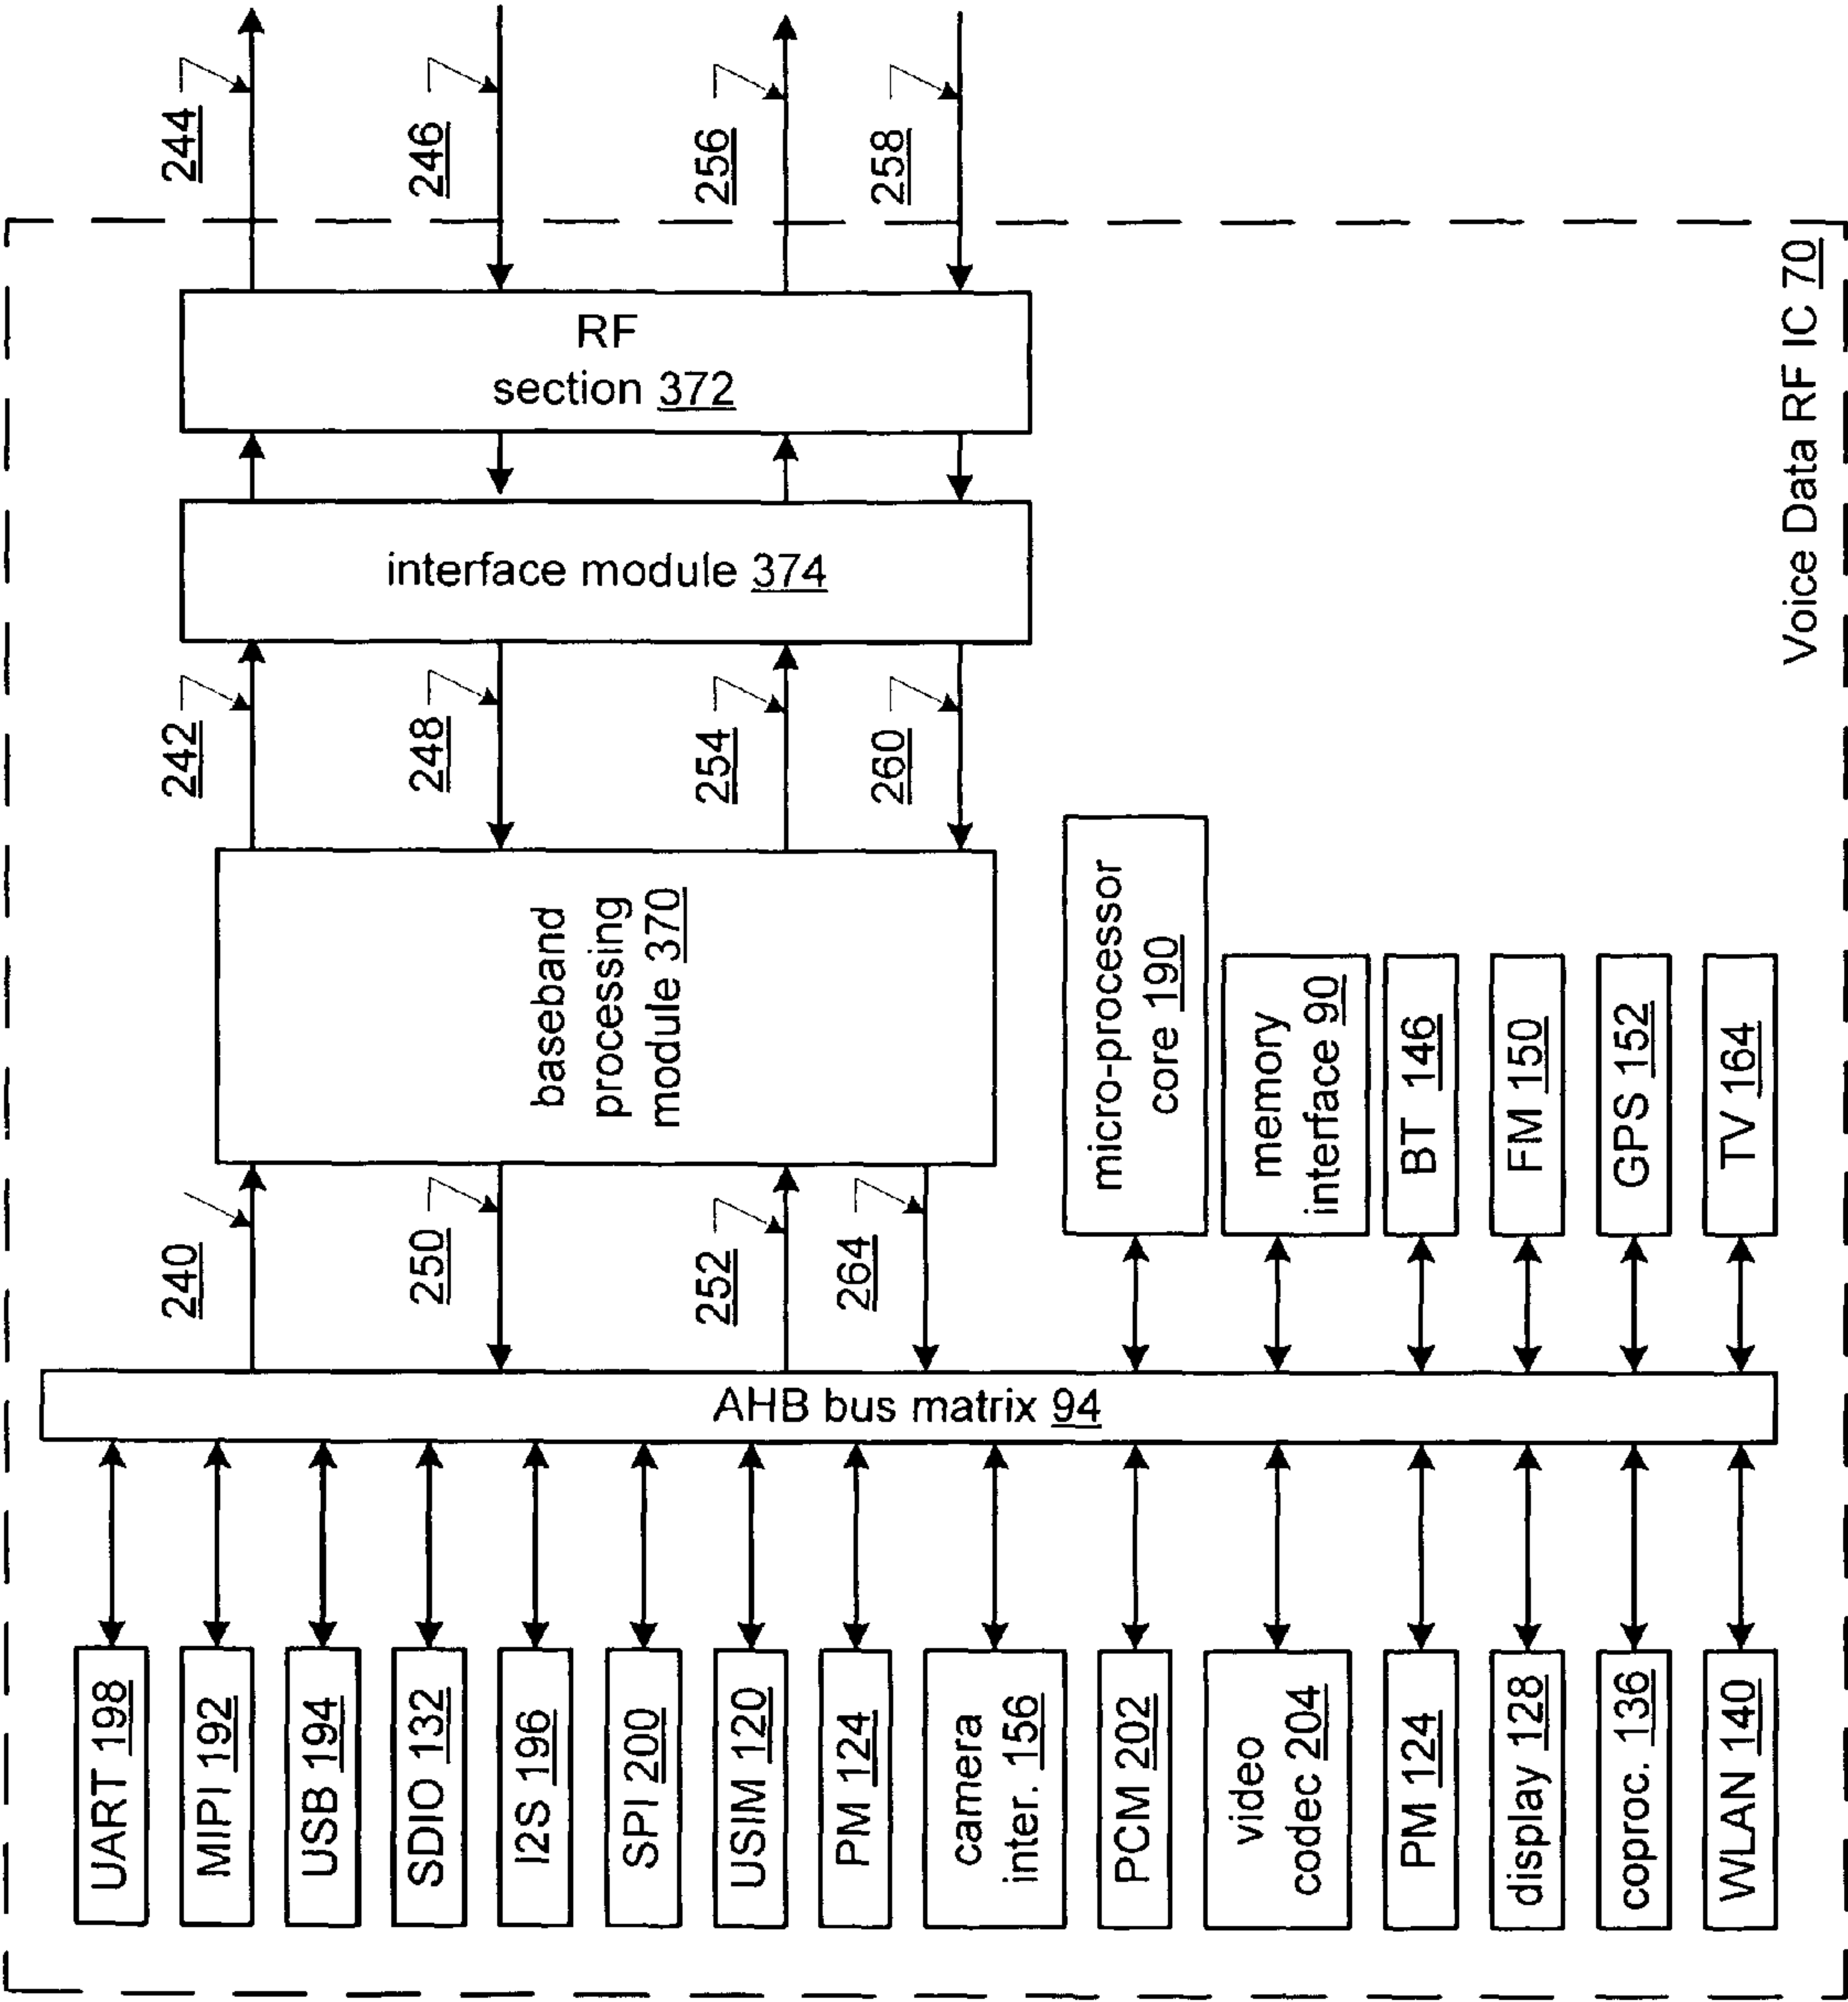 244
246
256
258
RF
section 372
interface module 374
242
248
254
260
baseband
processing
module 370
240
250
252
264
micro-processor
core 190
memory
interface 90
BT 146
FM 150
GPS 152
TV 164
AHB bus matrix 94
UART 198
MIPI 192
USB 194
SDIO 132
I2S 196
SPI 200
USIM 120
PM 124
camera
inter. 156
PCM 202
video
codec 204
PM 124
display 128
coproc. 136
WLAN 140
Voice Data RF IC 70